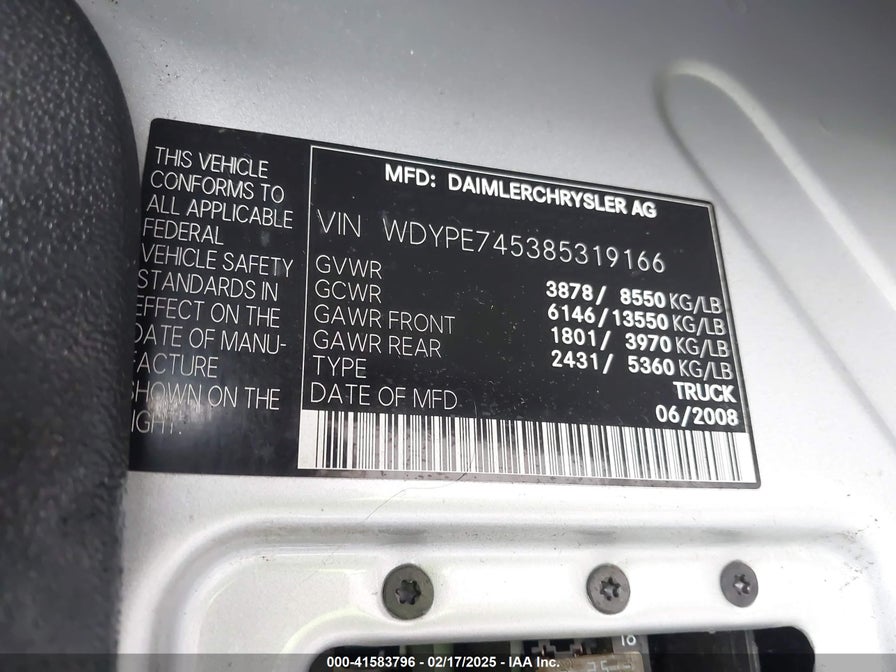 THIS VEHICLE
CONFORMS TO
ALL APPLICABLE
FEDERAL
VEHICLE SAFETY
STANDARDS IN
EFFECT ON THE
DATE OF MANU-
FACTURE
SHOWN ON THE
RIGHT.
MFD: DAIMLERCHRYSLER AG
VIN WDYPE745385319166
GVWR 3878/ 8550 KG/LB
GCWR 6146/13550 KG/LB
GAWR FRONT 1801/ 3970 KG/LB
GAWR REAR 2431/ 5360 KG/LB
TYPE TRUCK
DATE OF MFD 06/2008
18
000-41583796 - 02/17/2025 - IAA Inc.